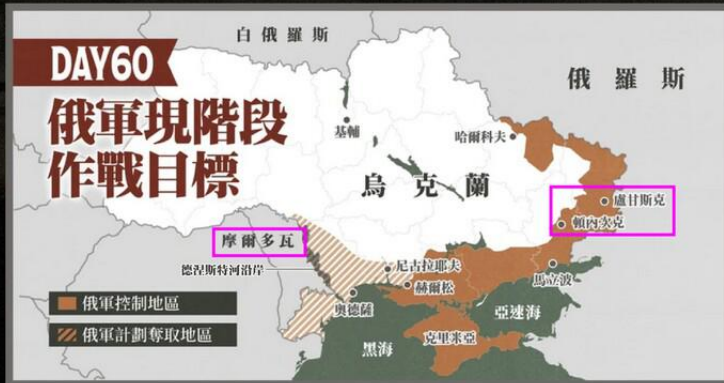 白俄羅斯
DAY60
俄羅斯
俄軍現階段
作戰目標
基輔
哈爾科夫
烏克蘭
盧甘斯克
頓內次克
摩爾多瓦
德涅斯特河沿岸
尼古拉耶夫
馬立波
赫爾松
奧德薩
亞速海
俄軍控制地區
克里米亞
俄軍計劃奪取地區
黑海